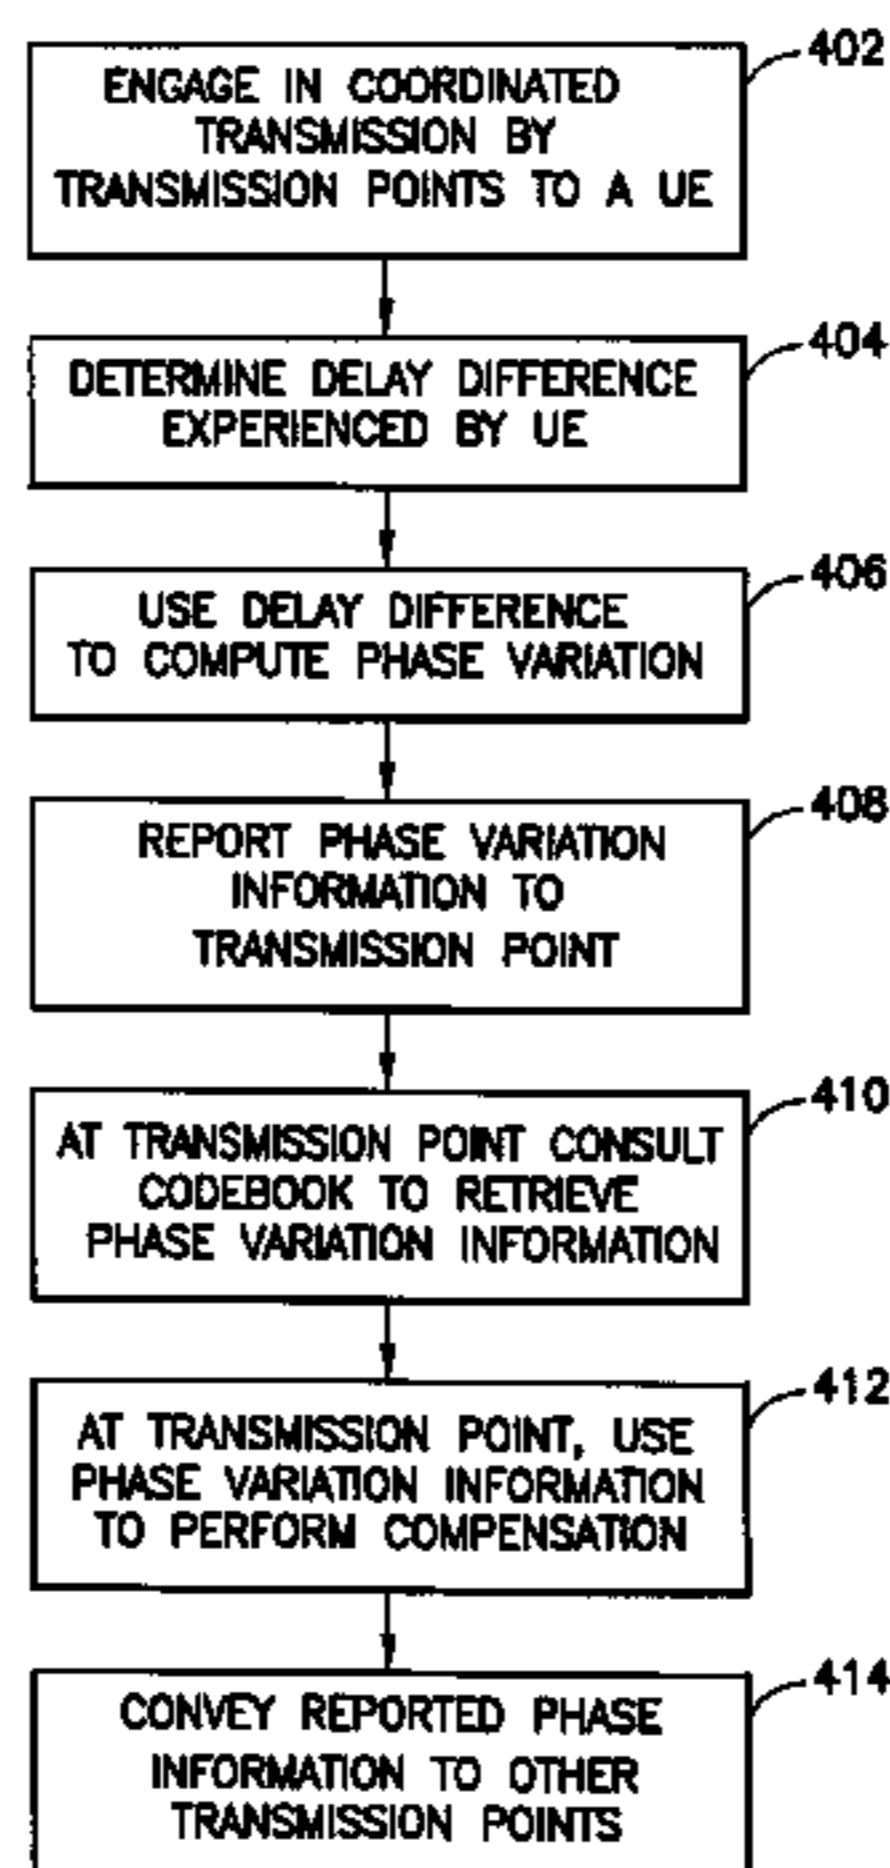 402
ENGAGE IN COORDINATED
TRANSMISSION BY
TRANSMISSION POINTS TO A UE
404
DETERMINE DELAY DIFFERENCE
EXPERIENCED BY UE
406
USE DELAY DIFFERENCE
TO COMPUTE PHASE VARIATION
408
REPORT PHASE VARIATION
INFORMATION TO
TRANSMISSION POINT
410
AT TRANSMISSION POINT CONSULT
CODEBOOK TO RETRIEVE
PHASE VARIATION INFORMATION
412
AT TRANSMISSION POINT, USE
PHASE VARIATION INFORMATION
TO PERFORM COMPENSATION
414
CONVEY REPORTED PHASE
INFORMATION TO OTHER
TRANSMISSION POINTS